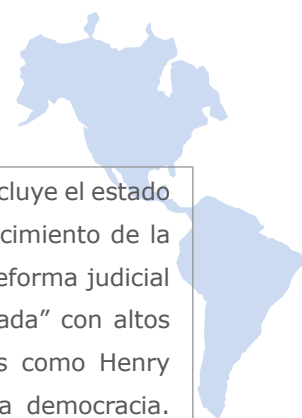 cluye el estado
cimiento de la
eforma judicial
ada” con altos
s como Henry
a democracia.